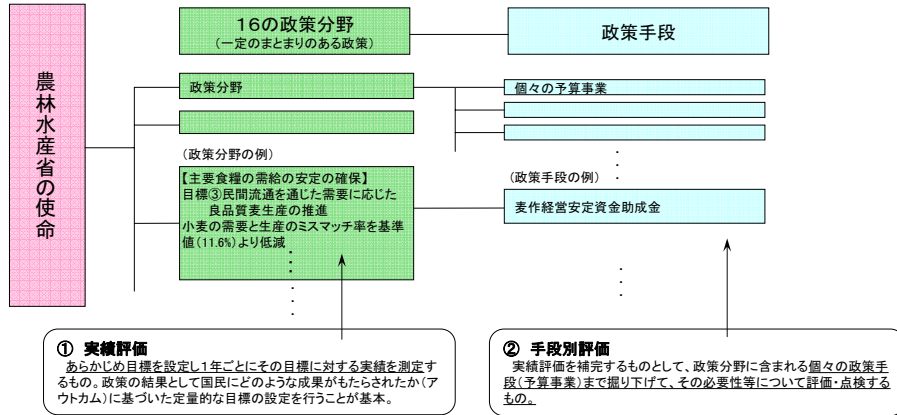 農林水産省の使命
16の政策分野
(一定のまとまりのある政策)
政策手段
政策分野
個々の予算事業
(政策分野の例)
【主要食糧の需給の安定の確保】
目標③民間流通を通じた需要に応じた
良品質麦生産の推進
小麦の需要と生産のミスマッチ率を基準
値(11.6%)より低減
(政策手段の例)
麦作経営安定資金助成金
① 実績評価
あらかじめ目標を設定し1年ごとにその目標に対する実績を測定す
るもの。政策の結果として国民にどのような成果がもたらされたか(ア
ウトカム)に基づいた定量的な目標の設定を行うことが基本。
② 手段別評価
実績評価を補完するものとして、政策分野に含まれる個々の政策手
段(予算事業)まで掘り下げて、その必要性等について評価・点検する
もの。